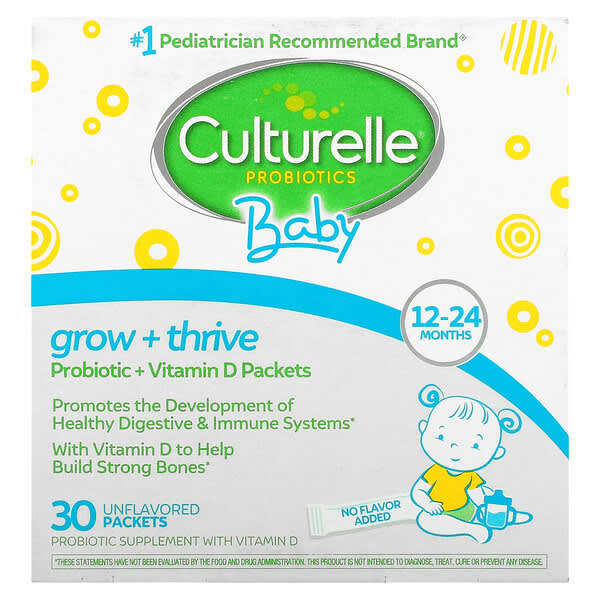 #1 Pediatrician Recommended Brand◊
Culturelle®
PROBIOTICS
Baby
grow + thrive
Probiotic + Vitamin D Packets
12-24
MONTHS
Promotes the Development of
Healthy Digestive & Immune Systems*
With Vitamin D to Help
Build Strong Bones*
30 UNFLAVORED
PACKETS
NO FLAVOR
ADDED
PROBIOTIC SUPPLEMENT WITH VITAMIN D
*THESE STATEMENTS HAVE NOT BEEN EVALUATED BY THE FOOD AND DRUG ADMINISTRATION. THIS PRODUCT IS NOT INTENDED TO DIAGNOSE, TREAT, CURE OR PREVENT ANY DISEASE.